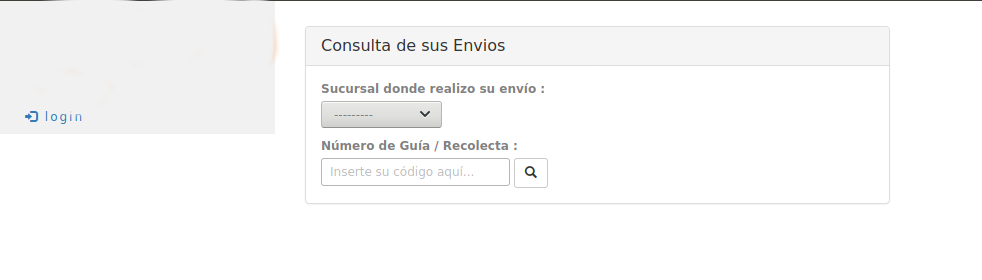 Consulta de sus Envios
Sucursal donde realizo su envío :
---------
login
Número de Guía / Recolecta :
Inserte su código aquí...